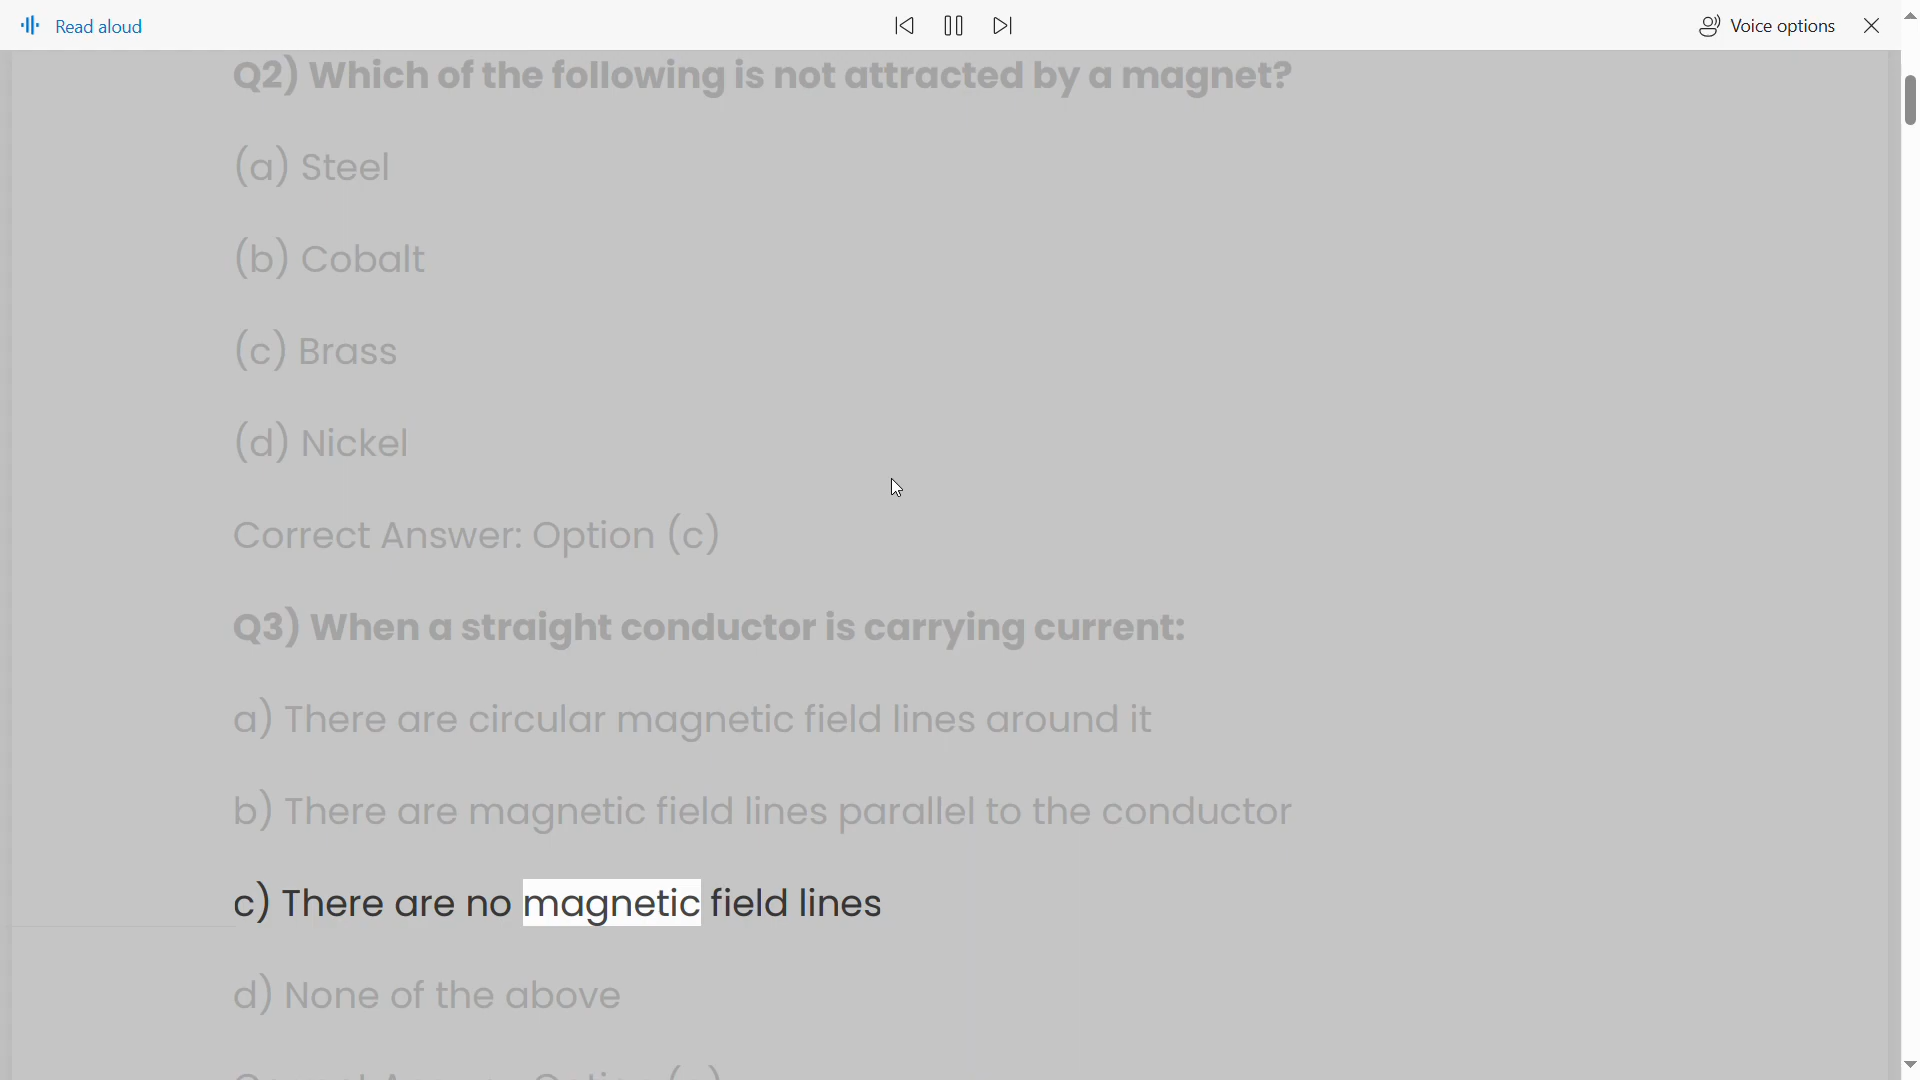 Read aloud
Voice options
Q2) Which of the following is not attracted by a magnet?
(a) Steel
(b) Cobalt
(c) Brass
(d) Nickel
Correct Answer: Option (c)
Q3) When a straight conductor is carrying current:
a) There are circular magnetic field lines around it
b) There are magnetic field lines parallel to the conductor
c) There are no magnetic field lines
d) None of the above